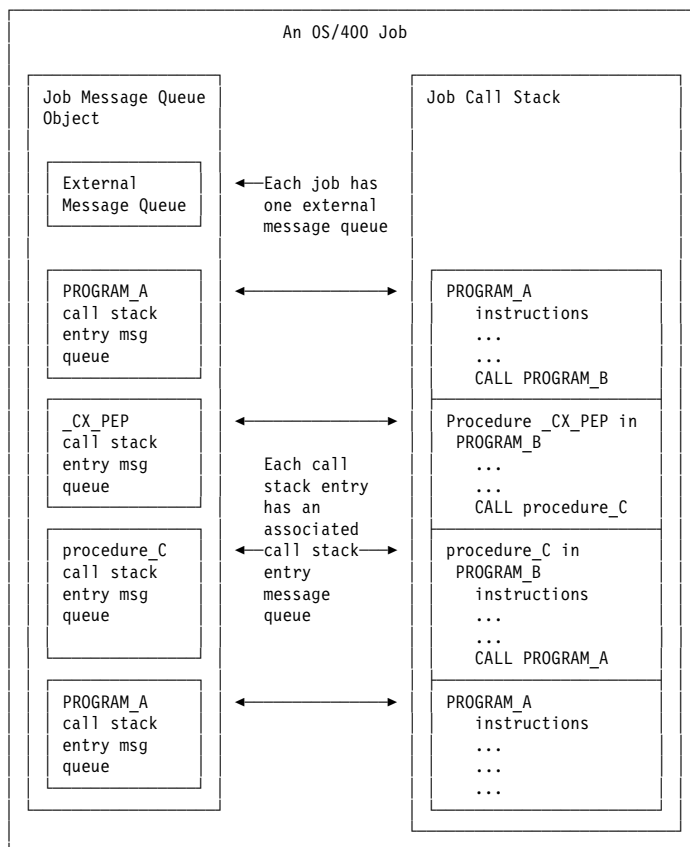 An OS/400 Job
Job Message Queue
Object
Job Call Stack
External
Message Queue
Each job has
one external
message queue
PROGRAM_A
call stack
entry msg
queue
PROGRAM_A
instructions
...
...
CALL PROGRAM_B
_CX_PEP
call stack
entry msg
queue
Procedure _CX_PEP in
PROGRAM_B
...
...
CALL procedure_C
Each call
stack entry
has an
associated
call stack
entry
message
queue
procedure_C
call stack
entry msg
queue
procedure_C in
PROGRAM_B
instructions
...
...
CALL PROGRAM_A
PROGRAM_A
call stack
entry msg
queue
PROGRAM_A
instructions
...
...
...